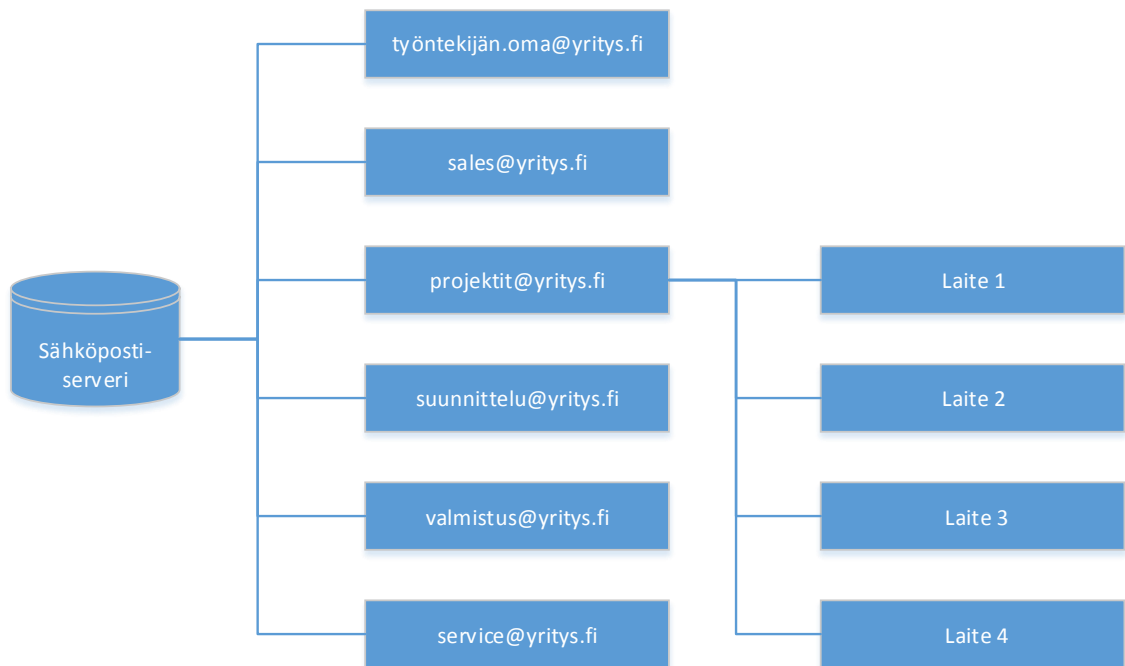 työntekijän.oma@yritys.fi
sales@yritys.fi
projektit@yritys.fi
Laite 1
Sähköposti-
serveri
suunnittelu@yritys.fi
Laite 2
valmistus@yritys.fi
Laite 3
service@yritys.fi
Laite 4